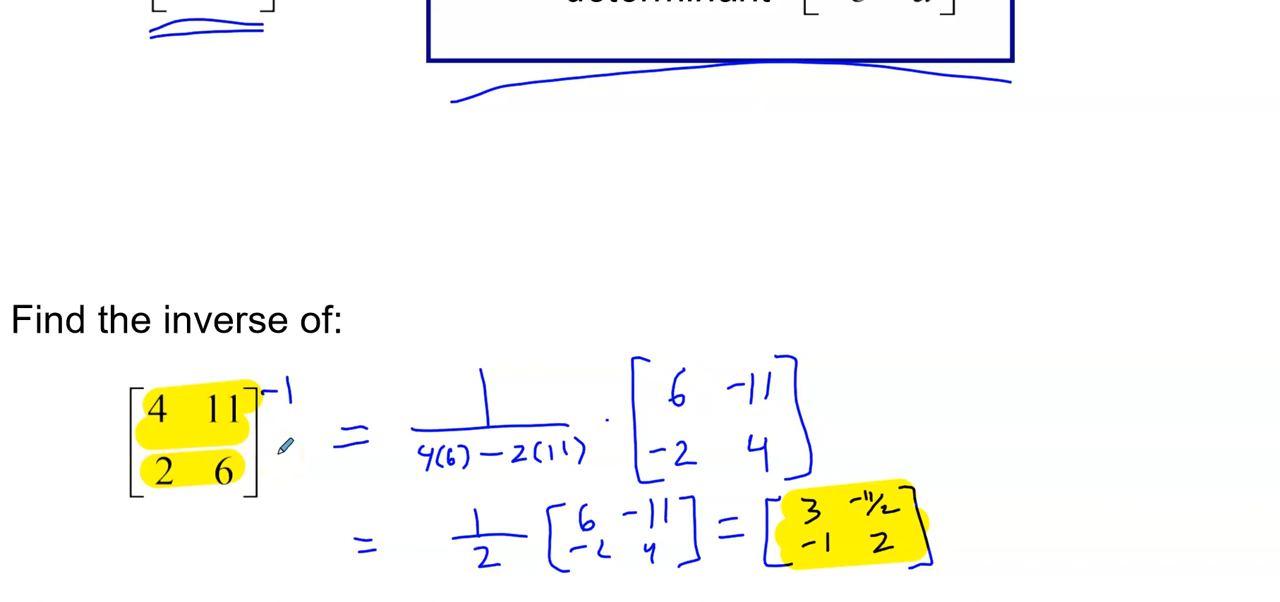 determinant
Find the inverse of:
[4 11]⁻¹ = 1/(4(6)-2(11)) · [6 -11]
[2 6] [-2 4]
= 1/2 [6 -11] = [3 -11/2]
[-2 4] [-1 2]